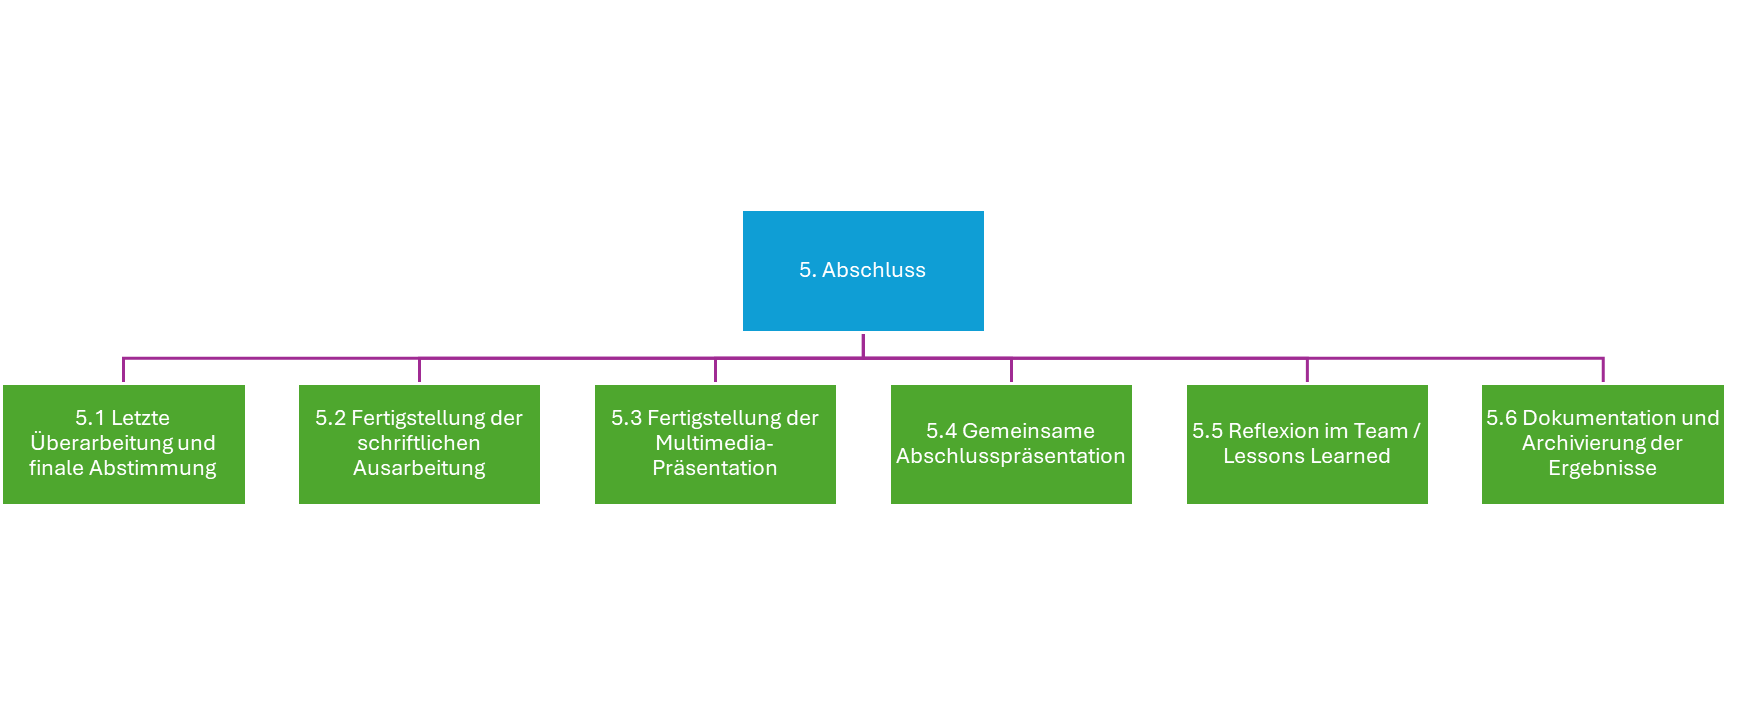 5. Abschluss
5.1 Letzte
Überarbeitung und
finale Abstimmung
5.2 Fertigstellung der
schriftlichen
Ausarbeitung
5.3 Fertigstellung der
Multimedia-
Präsentation
5.4 Gemeinsame
Abschlusspräsentation
5.5 Reflexion im Team /
Lessons Learned
5.6 Dokumentation und
Archivierung der
Ergebnisse